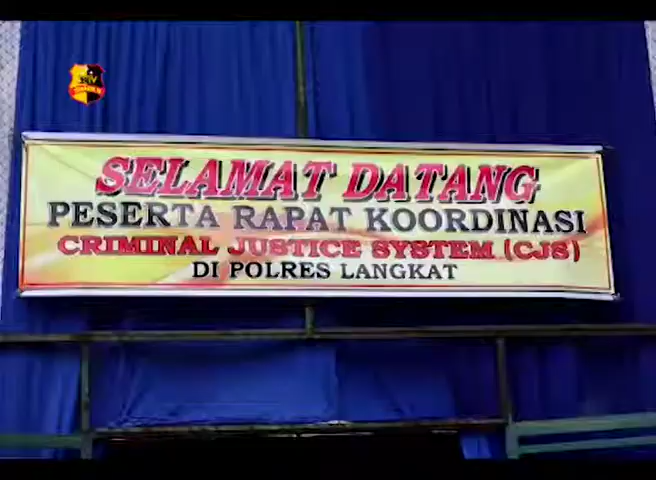 SELAMAT DATANG
PESERTA RAPAT KOORDINASI
CRIMINAL JUSTICE SYSTEM (CJS)
DI POLRES LANGKAT